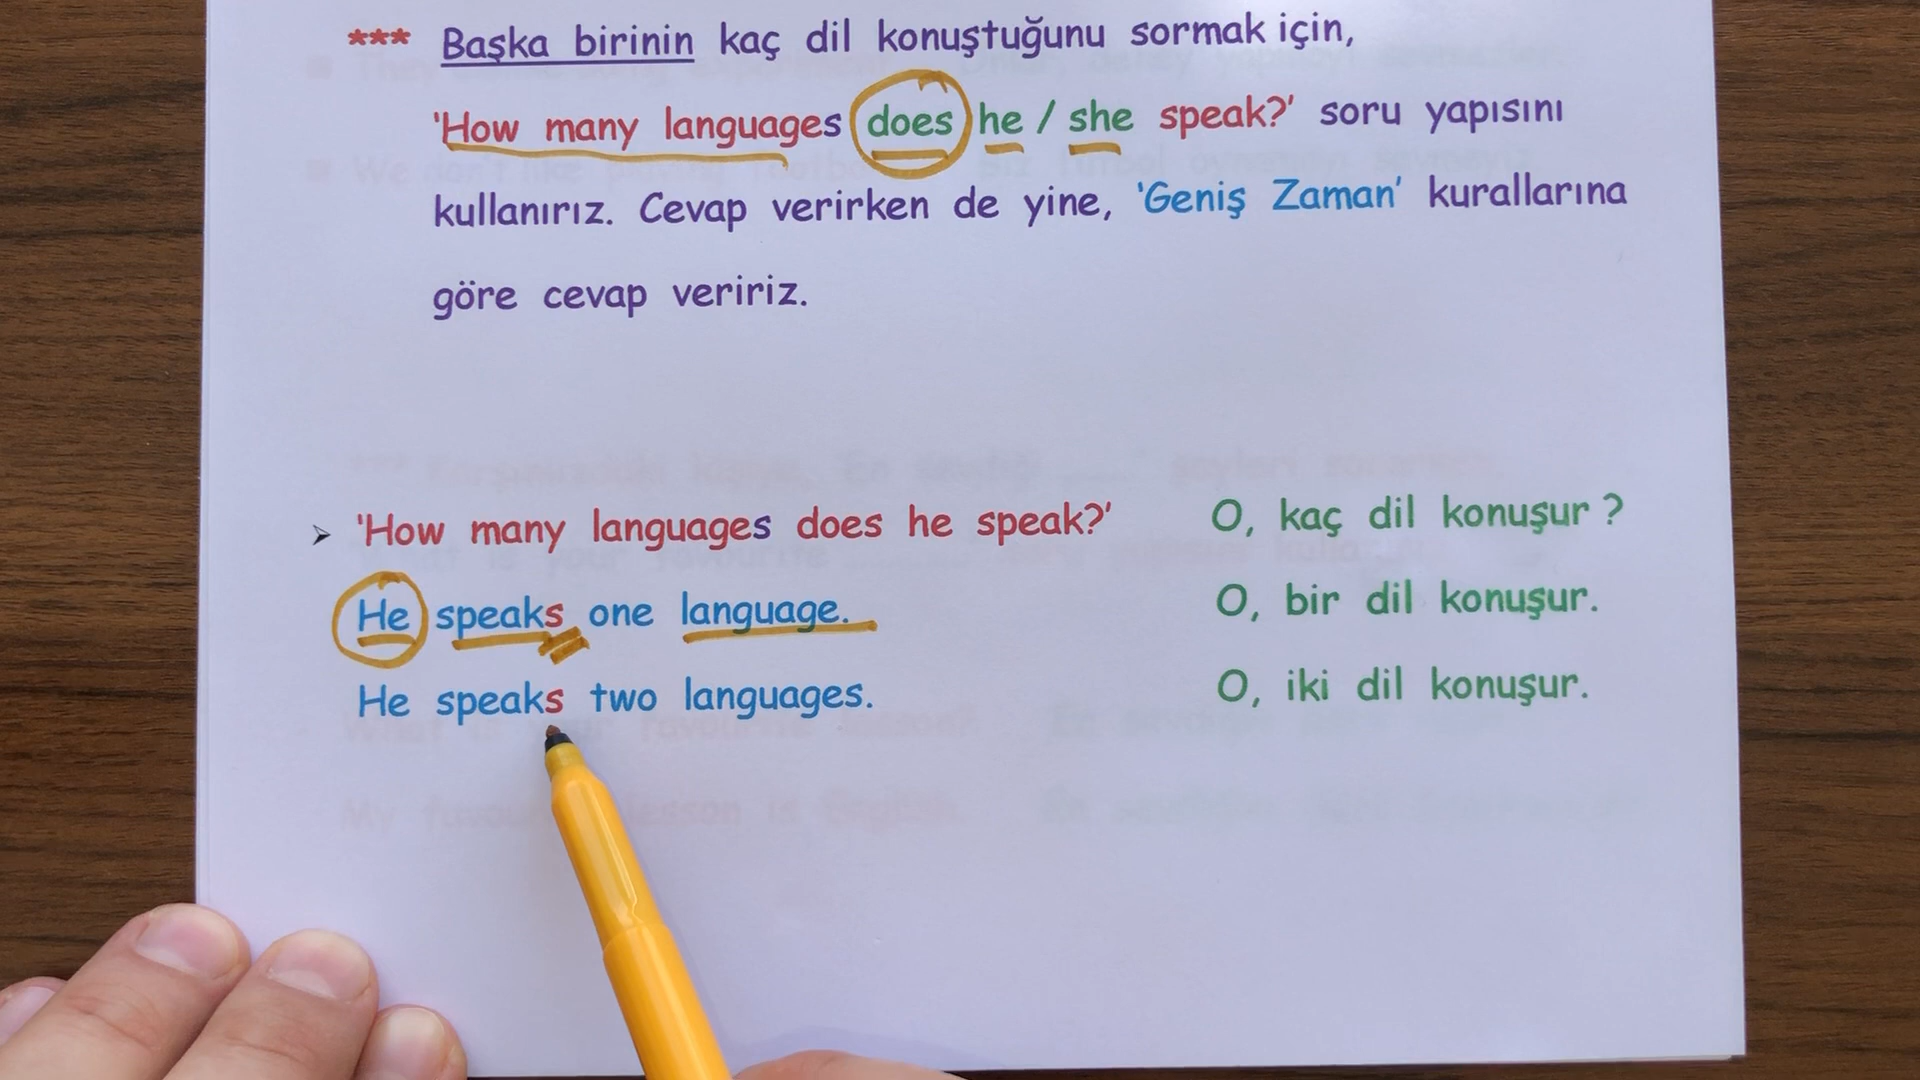 *** Başka birinin kaç dil konuştuğunu sormak için,
'How many languages does he / she speak?' soru yapısını
kullanırız. Cevap verirken de yine, 'Geniş Zaman' kurallarına
göre cevap veririz.
➢ 'How many languages does he speak?' O, kaç dil konuşur ?
He speaks one language. O, bir dil konuşur.
He speaks two languages. O, iki dil konuşur.